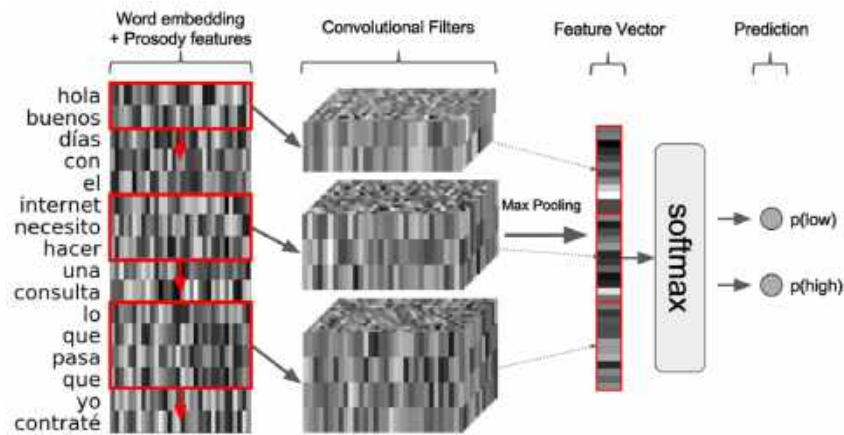 Word embedding
+ Prosody features
Convolutional Filters
Feature Vector
Prediction
hola
buenos
días
con
el
internet
necesito
hacer
una
consulta
lo
que
pasa
que
yo
contraté
Max Pooling
softmax
p(low)
p(high)